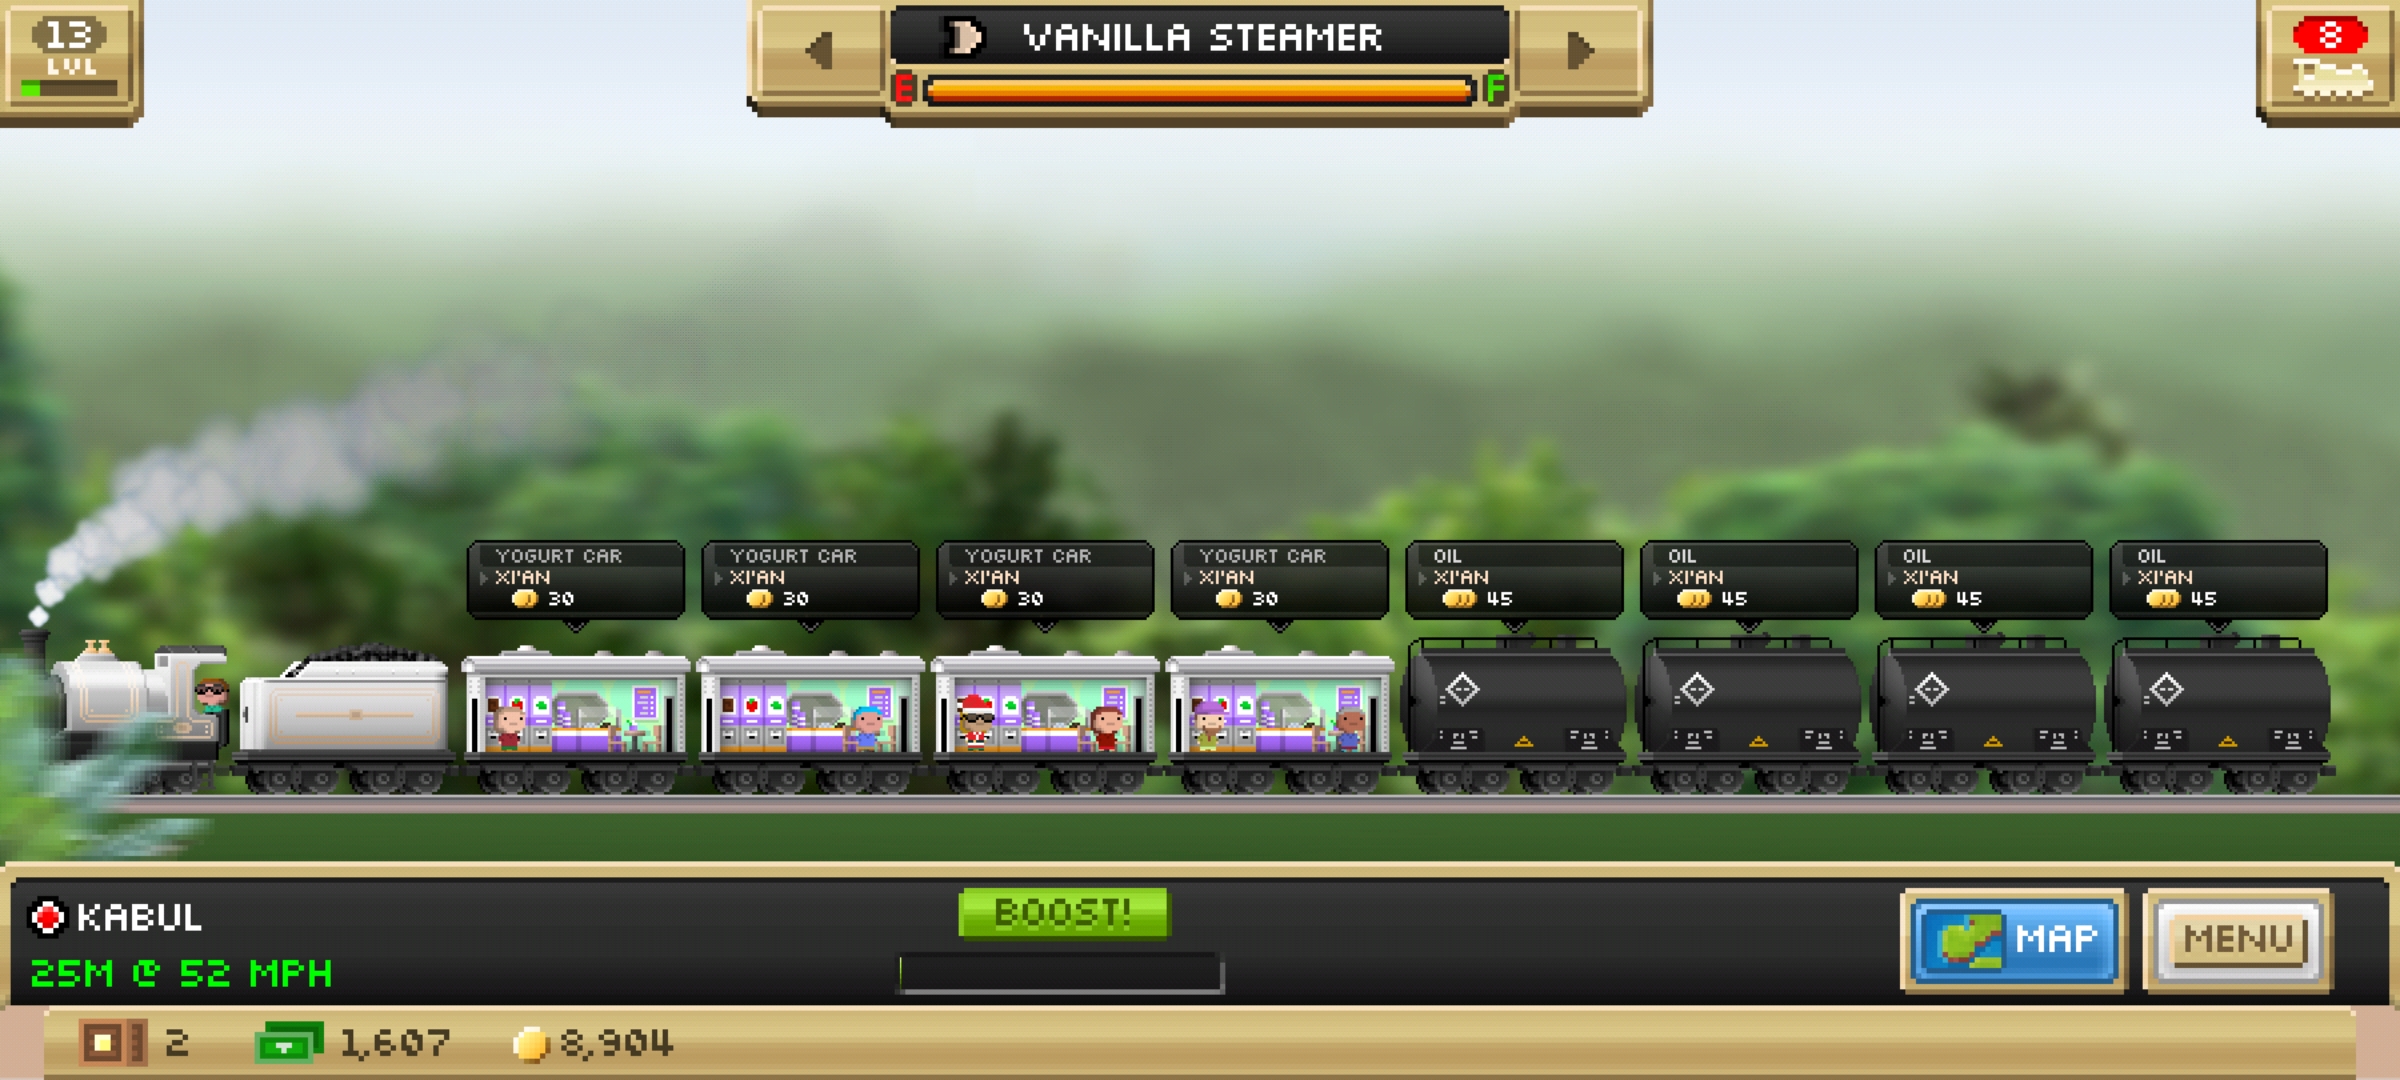 13
LVL
VANILLA STEAMER
E
F
8
YOGURT CAR
XI'AN
30
YOGURT CAR
XI'AN
30
YOGURT CAR
XI'AN
30
YOGURT CAR
XI'AN
30
OIL
XI'AN
45
OIL
XI'AN
45
OIL
XI'AN
45
OIL
XI'AN
45
KABUL
25M @ 52 MPH
BOOST!
MAP
MENU
2
1,607
8,904